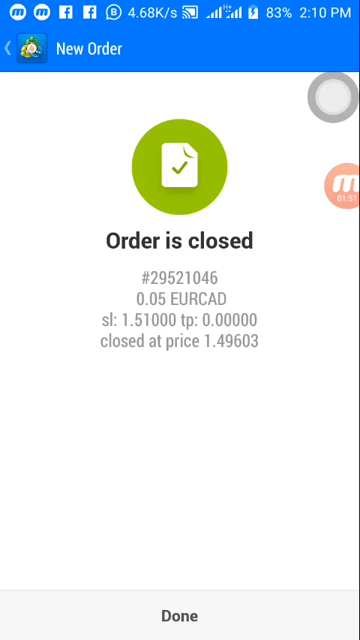 4.68K/s 83% 2:10 PM
New Order
01:51
Order is closed
#29521046
0.05 EURCAD
sl: 1.51000 tp: 0.00000
closed at price 1.49603
Done